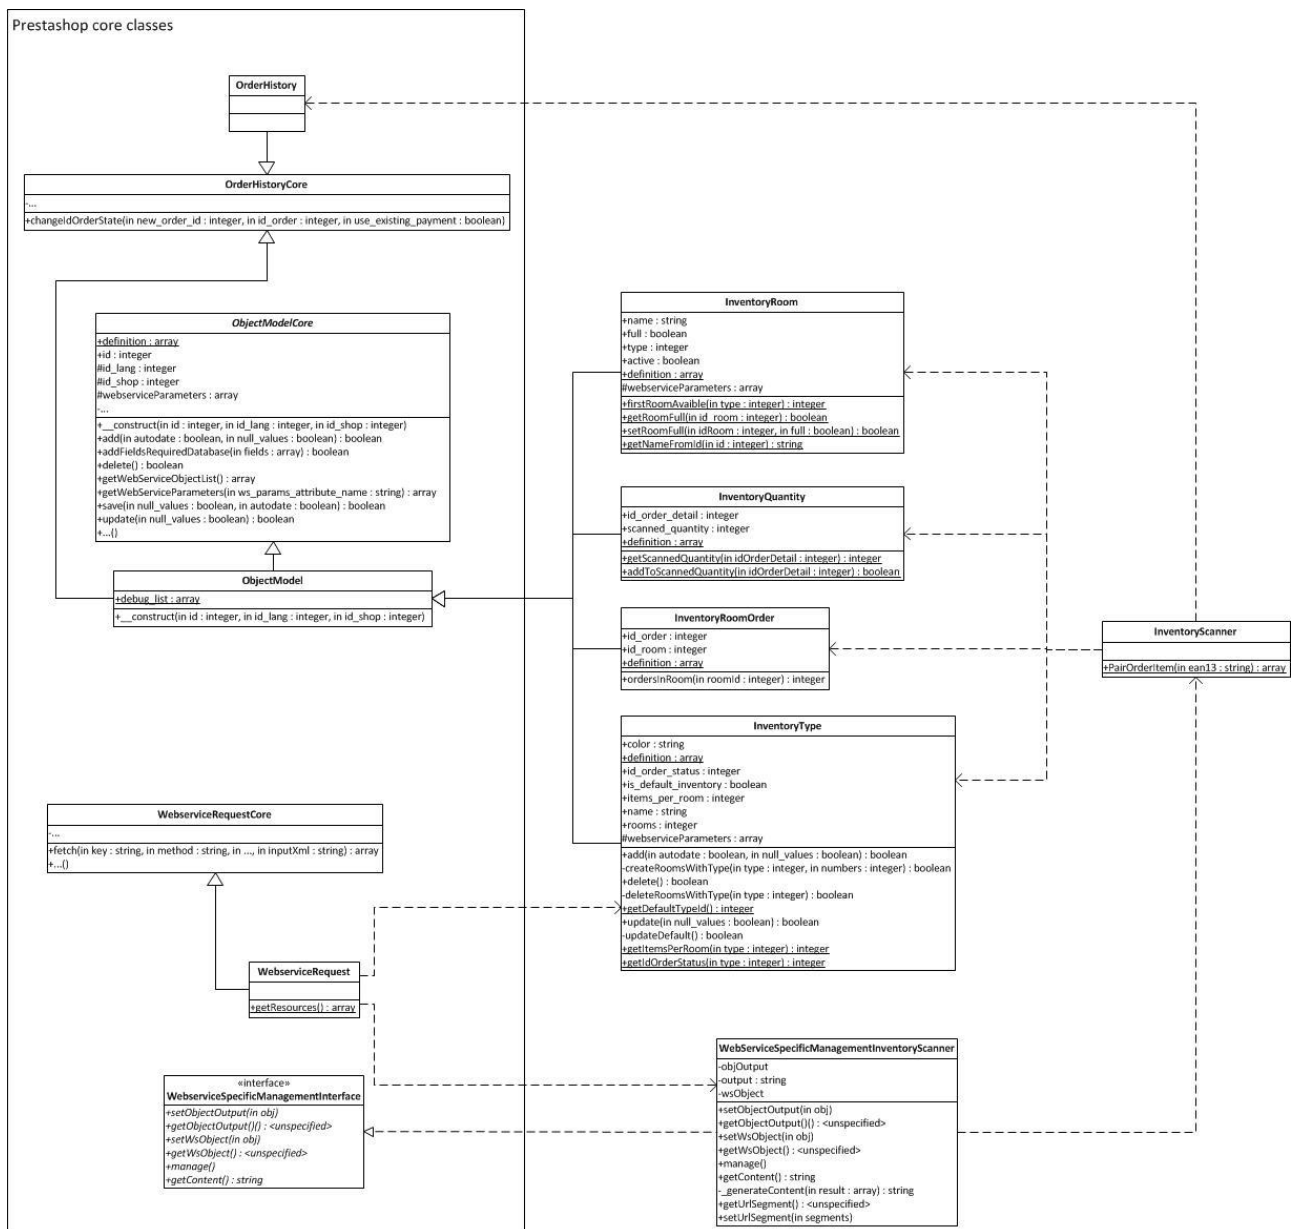 Prestashop core classes
OrderHistory
OrderHistoryCore
-...
+changeIdOrderState(in new_order_id : integer, in id_order : integer, in use_existing_payment : boolean)
ObjectModelCore
+definition : array
+id : integer
#id_lang : integer
#id_shop : integer
#webserviceParameters : array
-...
+__construct(in id : integer, in id_lang : integer, in id_shop : integer)
+add(in autodate : boolean, in null_values : boolean) : boolean
+addFieldsRequiredDatabase(in fields : array) : boolean
+delete() : boolean
+getWebServiceObjectList() : array
+getWebServiceParameters(in ws_params_attribute_name : string) : array
+save(in null_values : boolean, in autodate : boolean) : boolean
+update(in null_values : boolean) : boolean
+...()
ObjectModel
+debug_list : array
+__construct(in id : integer, in id_lang : integer, in id_shop : integer)
InventoryRoom
+name : string
+full : boolean
+type : integer
+active : boolean
+definition : array
#webserviceParameters : array
+firstRoomAvaible(in type : integer) : integer
+getRoomFull(in id_room : integer) : boolean
+setRoomFull(in idRoom : integer, in full : boolean) : boolean
+getNameFromId(in id : integer) : string
InventoryQuantity
+id_order_detail : integer
+scanned_quantity : integer
+definition : array
+getScannedQuantity(in idOrderDetail : integer) : integer
+addToScannedQuantity(in idOrderDetail : integer) : boolean
InventoryRoomOrder
+id_order : integer
+id_room : integer
+definition : array
+ordersInRoom(in roomId : integer) : integer
InventoryScanner
+PairOrderItem(in ean13 : string) : array
InventoryType
+color : string
+definition : array
+id_order_status : integer
+is_default_inventory : boolean
+items_per_room : integer
+name : string
+rooms : integer
#webserviceParameters : array
+add(in autodate : boolean, in null_values : boolean) : boolean
-createRoomsWithType(in type : integer, in numbers : integer) : boolean
+delete() : boolean
-deleteRoomsWithType(in type : integer) : boolean
+getDefaultTypeId() : integer
+update(in null_values : boolean) : boolean
-updateDefault() : boolean
+getItemsPerRoom(in type : integer) : integer
+getIdOrderStatus(in type : integer) : integer
WebserviceRequestCore
-...
+fetch(in key : string, in method : string, in ..., in inputXml : string) : array
+...()
WebserviceRequest
+getResources() : array
«interface»
WebserviceSpecificManagementInterface
+setObjectOutput(in obj)
+getObjectOutput()() : <unspecified>
+setWsObject(in obj)
+getWsObject() : <unspecified>
+manage()
+getContent() : string
WebServiceSpecificManagementInventoryScanner
-objOutput
-output : string
-wsObject
+setObjectOutput(in obj)
+getObjectOutput()() : <unspecified>
+setWsObject(in obj)
+getWsObject() : <unspecified>
+manage()
+getContent() : string
-_generateContent(in result : array) : string
+getUrlSegment() : <unspecified>
+setUrlSegment(in segments)